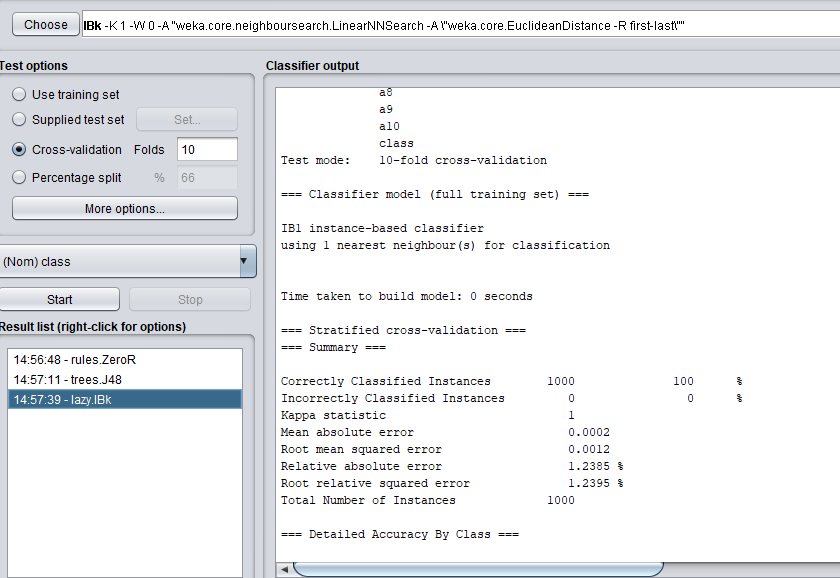 Choose IBk -K 1 -W 0 -A "weka.core.neighboursearch.LinearNNSearch -A \"weka.core.EuclideanDistance -R first-last\""
Test options
Use training set
Supplied test set Set...
Cross-validation Folds 10
Percentage split % 66
More options...
(Nom) class
Start Stop
Result list (right-click for options)
14:56:48 - rules.ZeroR
14:57:11 - trees.J48
14:57:39 - lazy.IBk
Classifier output
a8
a9
a10
class
Test mode: 10-fold cross-validation
=== Classifier model (full training set) ===
IB1 instance-based classifier
using 1 nearest neighbour(s) for classification
Time taken to build model: 0 seconds
=== Stratified cross-validation ===
=== Summary ===
Correctly Classified Instances 1000 100 %
Incorrectly Classified Instances 0 0 %
Kappa statistic 1
Mean absolute error 0.0002
Root mean squared error 0.0012
Relative absolute error 1.2385 %
Root relative squared error 1.2395 %
Total Number of Instances 1000
=== Detailed Accuracy By Class ===